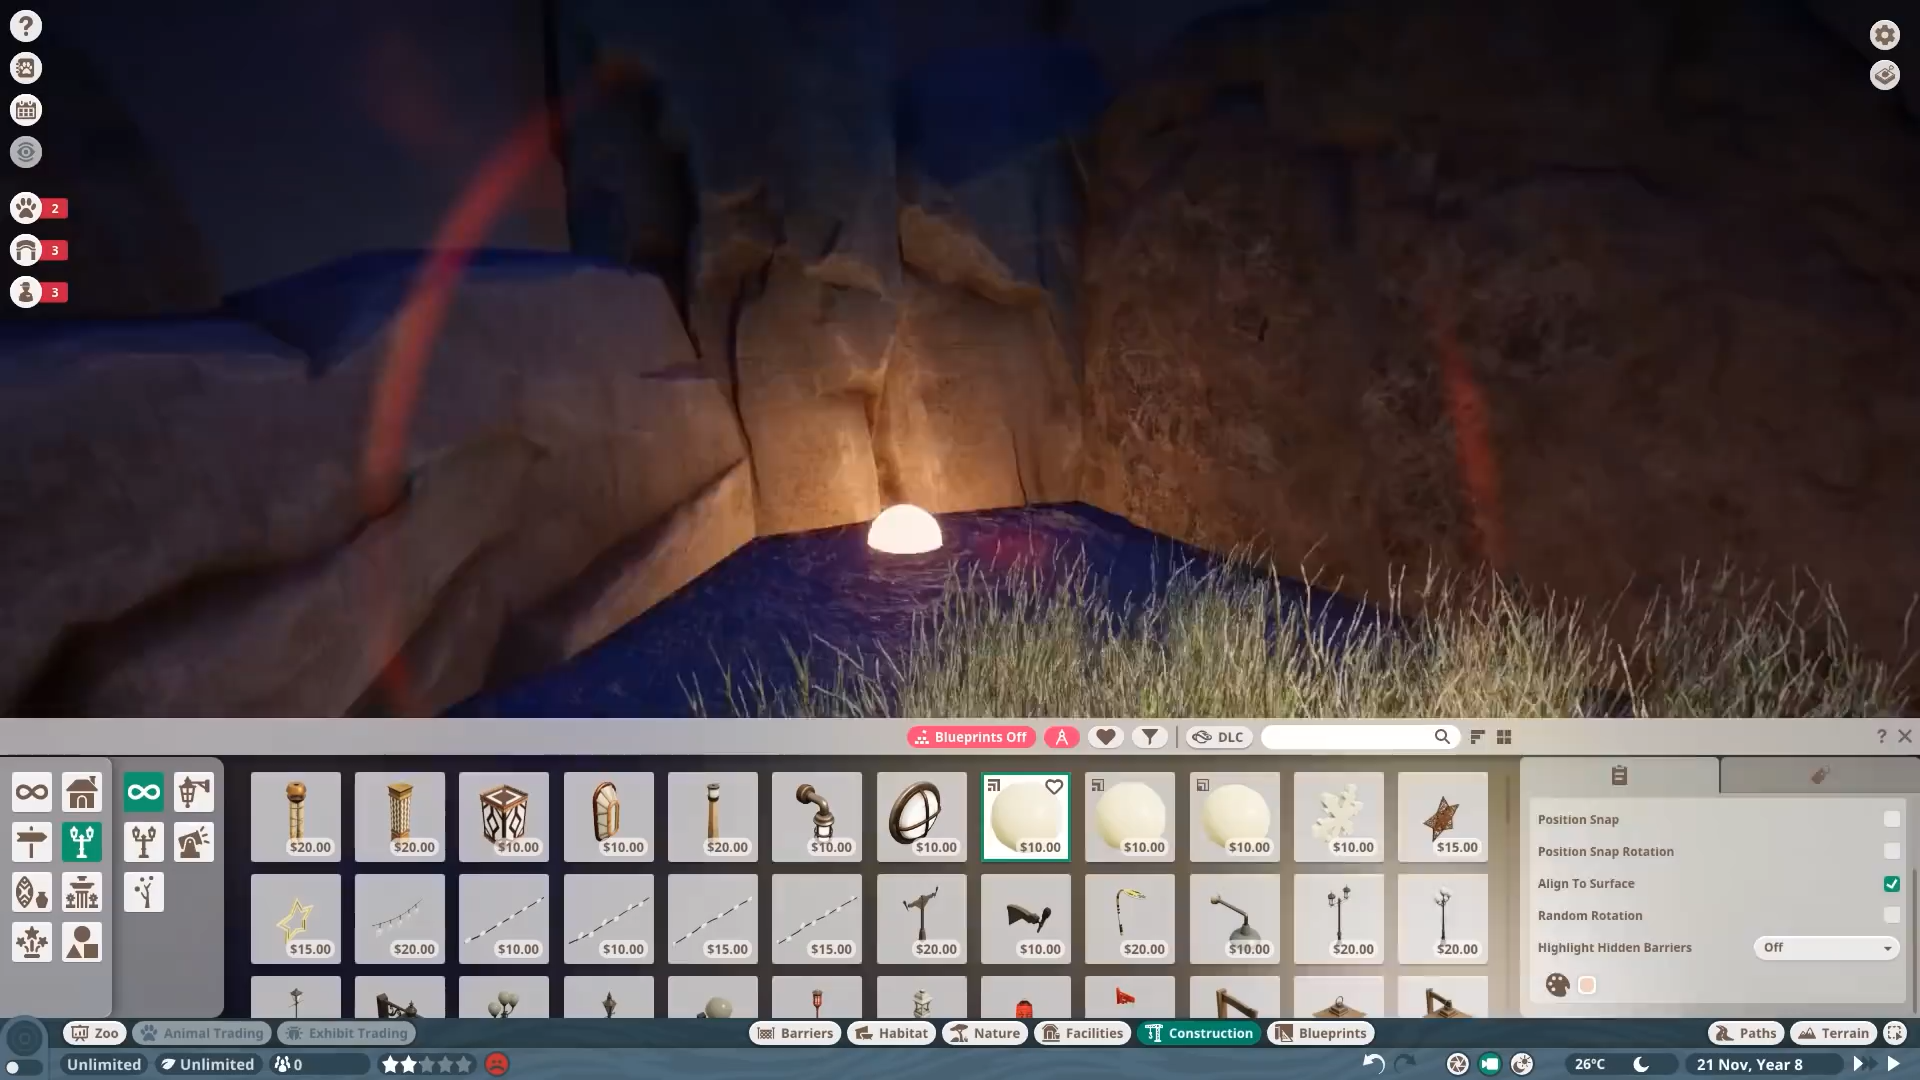 ?
2
3
3
Blueprints Off
DLC
?
$20.00 $20.00 $10.00 $10.00 $20.00 $10.00 $10.00 $10.00 $10.00 $10.00 $10.00 $15.00
$15.00 $20.00 $10.00 $10.00 $15.00 $15.00 $20.00 $10.00 $20.00 $10.00 $20.00 $20.00
Position Snap
Position Snap Rotation
Align To Surface
Random Rotation
Highlight Hidden Barriers Off
Zoo Animal Trading Exhibit Trading Barriers Habitat Nature Facilities Construction Blueprints Paths Terrain
Unlimited Unlimited 0 26°C 21 Nov, Year 8